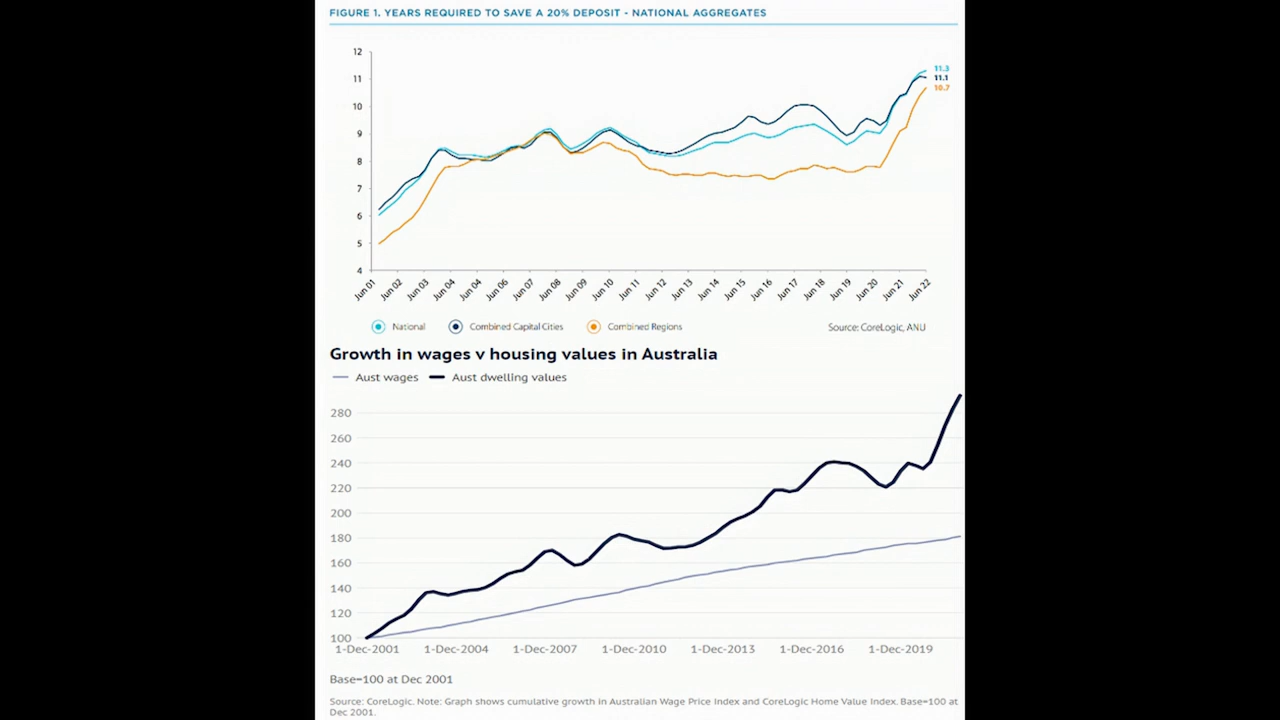 FIGURE 1. YEARS REQUIRED TO SAVE A 20% DEPOSIT - NATIONAL AGGREGATES
12
11
10
9
8
7
6
5
4
11.3
11.1
10.7
Jun 01
Jun 02
Jun 03
Jun 04
Jun 04
Jun 06
Jun 07
Jun 08
Jun 09
Jun 10
Jun 11
Jun 12
Jun 13
Jun 14
Jun 15
Jun 16
Jun 17
Jun 18
Jun 19
Jun 20
Jun 21
Jun 22
National
Combined Capital Cities
Combined Regions
Source: CoreLogic, ANU
Growth in wages v housing values in Australia
Aust wages
Aust dwelling values
280
260
240
220
200
180
160
140
120
100
1-Dec-2001
1-Dec-2004
1-Dec-2007
1-Dec-2010
1-Dec-2013
1-Dec-2016
1-Dec-2019
Base=100 at Dec 2001
Source: CoreLogic. Note: Graph shows cumulative growth in Australian Wage Price Index and CoreLogic Home Value Index. Base=100 at
Dec 2001.